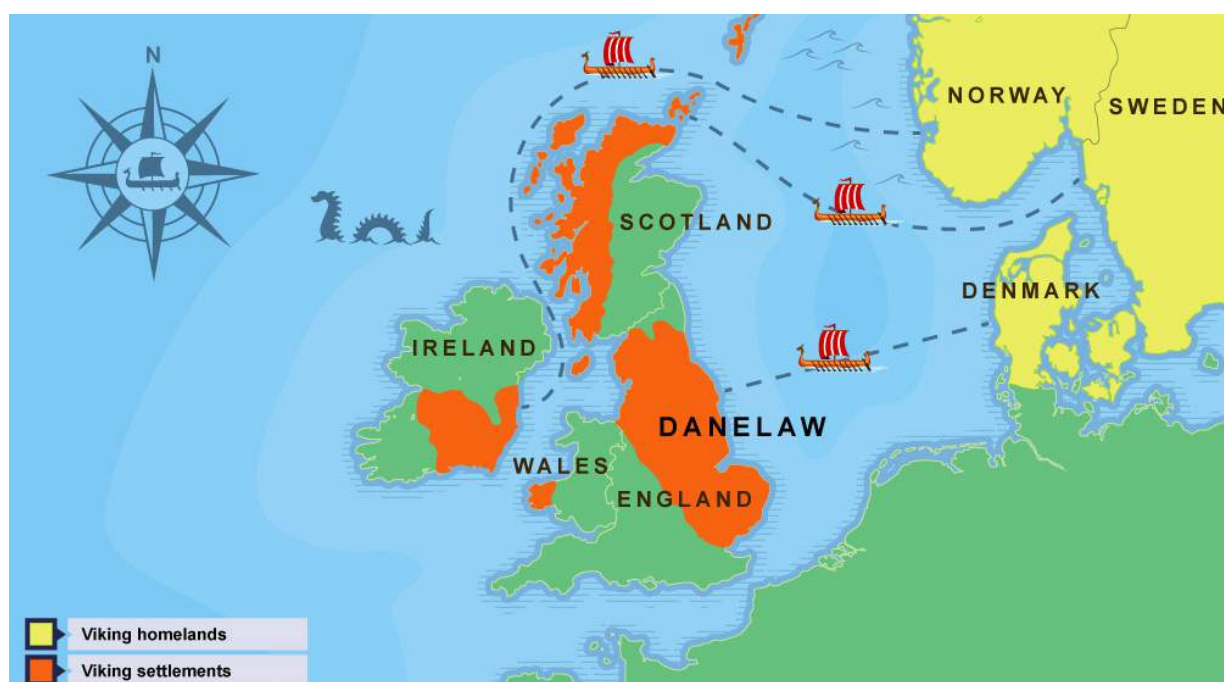 N
NORWAY
SWEDEN
SCOTLAND
DENMARK
IRELAND
DANELAW
WALES
ENGLAND
Viking homelands
Viking settlements